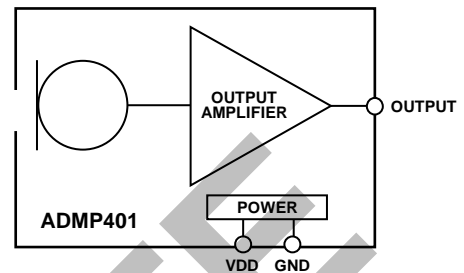 OUTPUT
AMPLIFIER
OUTPUT
POWER
ADMP401
VDD GND